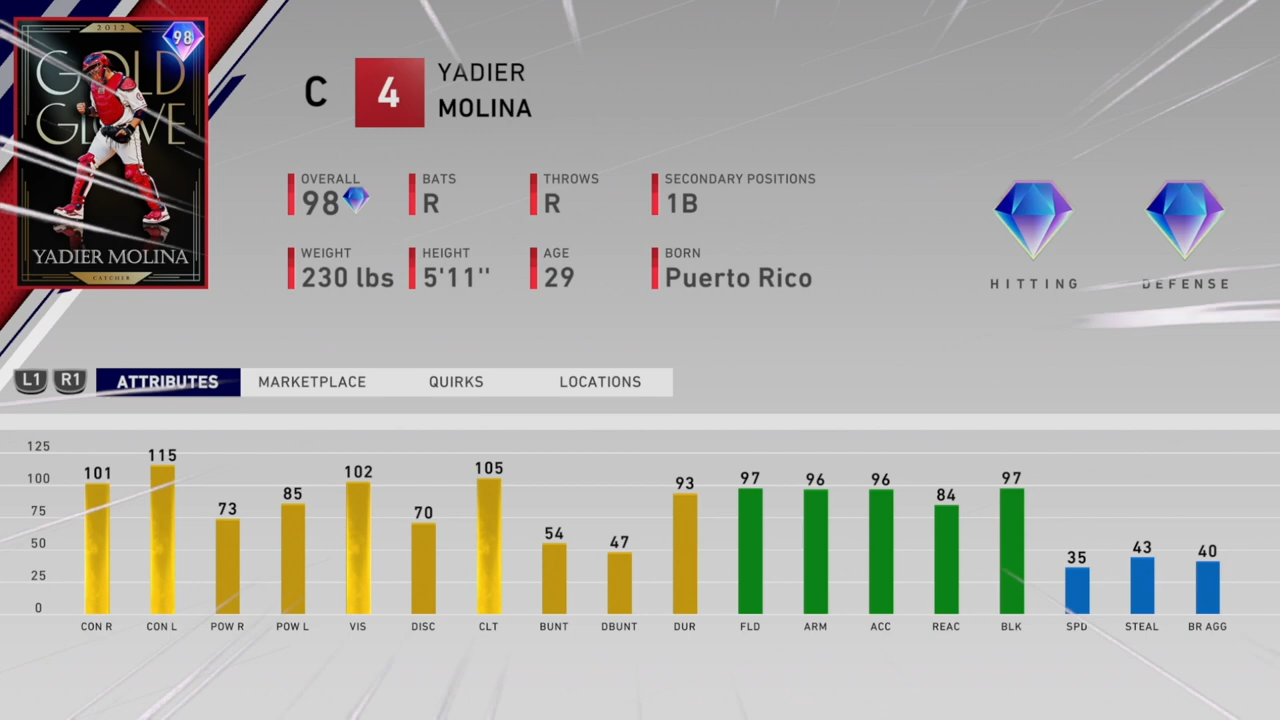 2012
98
GOLD
GLOVE
YADIER MOLINA
CATCHER
C
4
YADIER
MOLINA
OVERALL
98
BATS
R
THROWS
R
SECONDARY POSITIONS
1B
WEIGHT
230 lbs
HEIGHT
5'11''
AGE
29
BORN
Puerto Rico
HITTING
DEFENSE
L1 R1 ATTRIBUTES MARKETPLACE QUIRKS LOCATIONS
125
100
75
50
25
0
101 115 73 85 102 70 105 54 47 93 97 96 96 84 97 35 43 40
CON R CON L POW R POW L VIS DISC CLT BUNT DBUNT DUR FLD ARM ACC REAC BLK SPD STEAL BR AGG